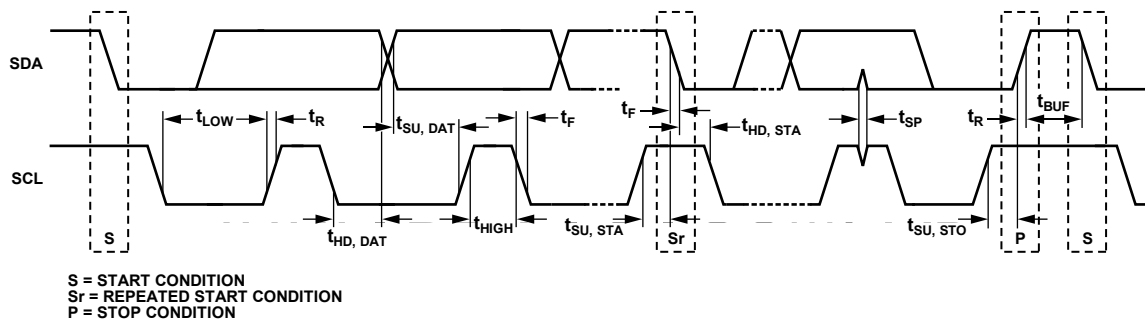 SDA
tLOW
tR
tSU, DAT
tF
tF
tHD, STA
tSP
tR
tBUF
SCL
tHD, DAT
tHIGH
tSU, STA
tSU, STO
S
Sr
P
S
S = START CONDITION
Sr = REPEATED START CONDITION
P = STOP CONDITION